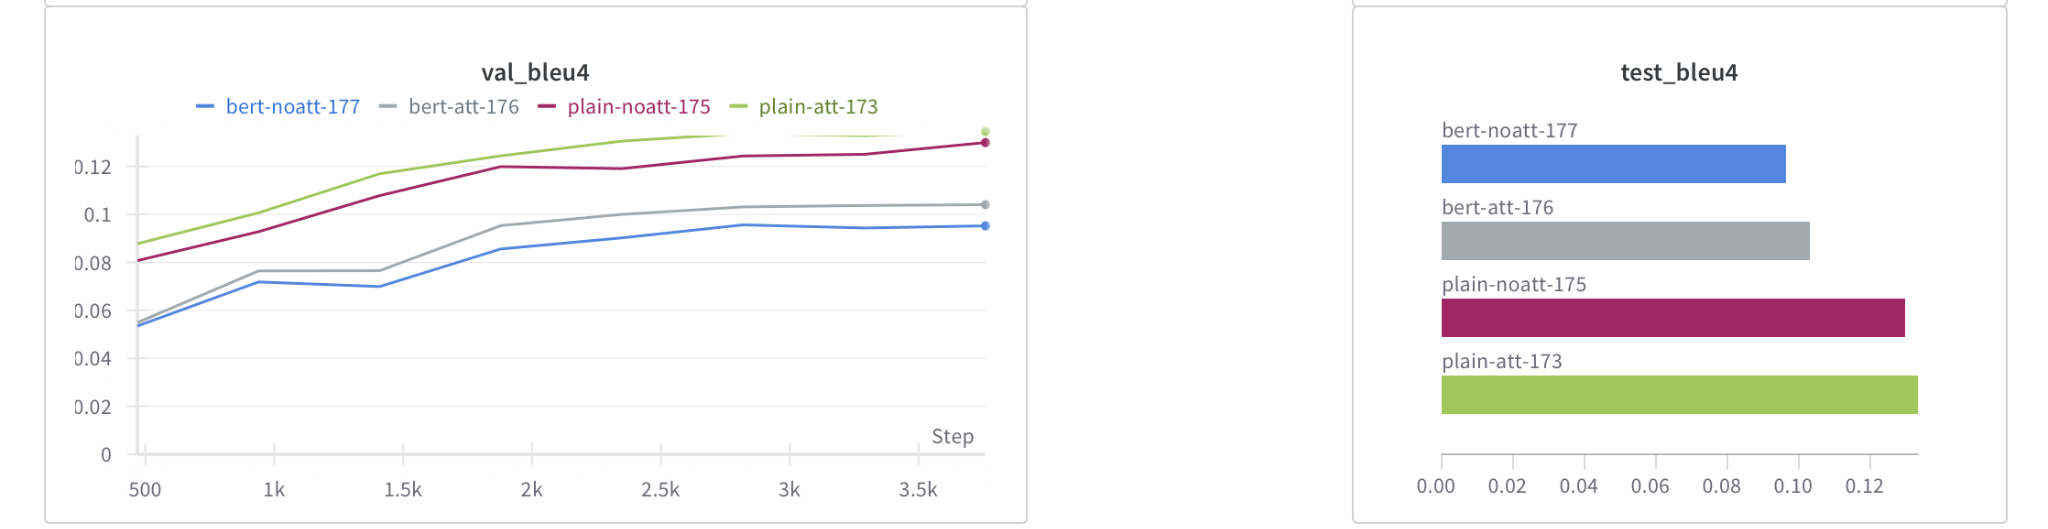 val_bleu4
bert-noatt-177 bert-att-176 plain-noatt-175 plain-att-173
0.12
0.1
0.08
0.06
0.04
0.02
0
Step
500 1k 1.5k 2k 2.5k 3k 3.5k
test_bleu4
bert-noatt-177
bert-att-176
plain-noatt-175
plain-att-173
0.00 0.02 0.04 0.06 0.08 0.10 0.12